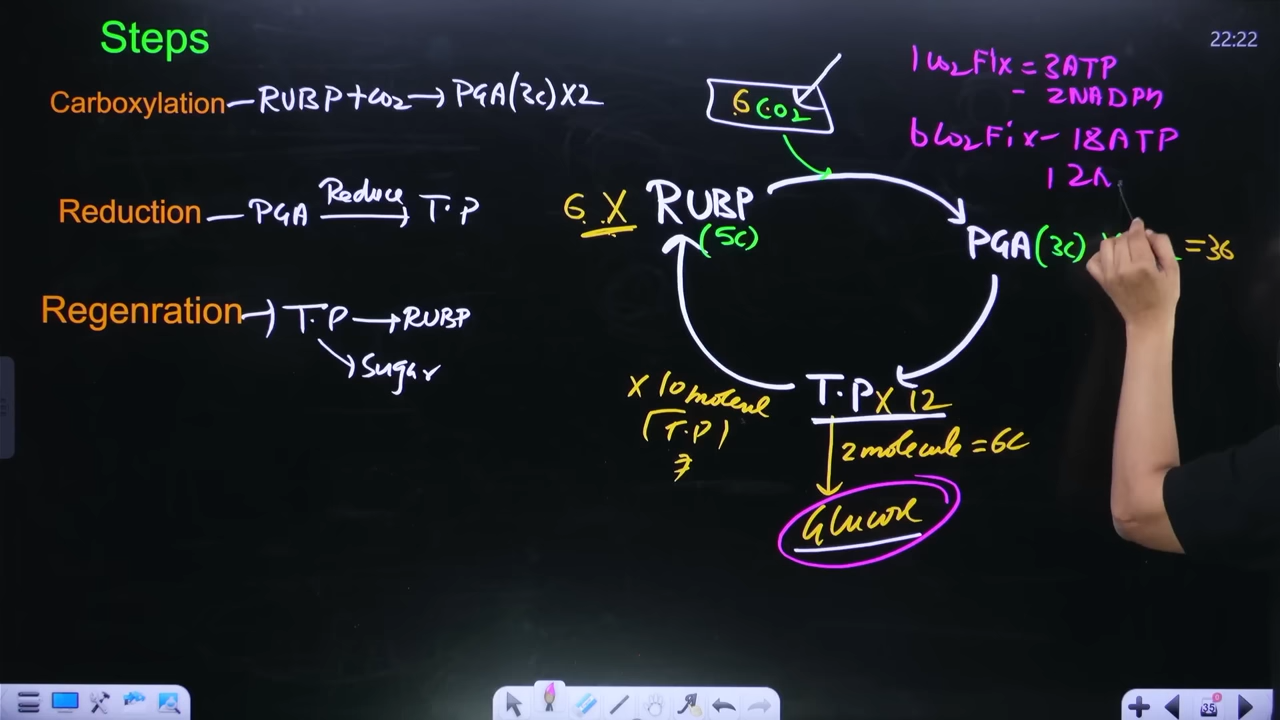 Steps
22:22
Carboxylation – RUBP + CO2 → PGA(3C) X2
Reduction – PGA Reduce → T.P
Regenration → T.P → RUBP
→ Sugar
6 CO2
1 CO2 Fix = 3ATP
- 2NADPH
6 CO2 Fix - 18ATP
12N
6 X RUBP
(5C)
PGA (3C)
= 36
T.P X 12
X 10 molecule
(T.P)
2 molecule = 6C
Glucose
35